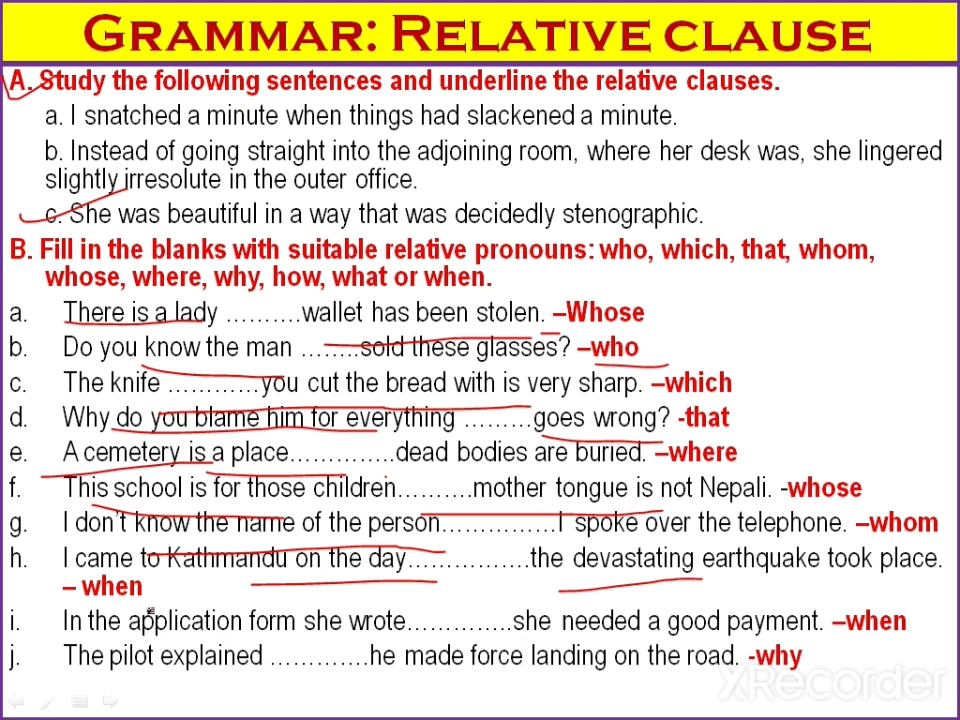 GRAMMAR: RELATIVE CLAUSE
A. Study the following sentences and underline the relative clauses.
a. I snatched a minute when things had slackened a minute.
b. Instead of going straight into the adjoining room, where her desk was, she lingered
slightly irresolute in the outer office.
c. She was beautiful in a way that was decidedly stenographic.
B. Fill in the blanks with suitable relative pronouns: who, which, that, whom,
whose, where, why, how, what or when.
a. There is a lady ……….wallet has been stolen. –Whose
b. Do you know the man ……..sold these glasses? –who
c. The knife …………you cut the bread with is very sharp. –which
d. Why do you blame him for everything ………goes wrong? -that
e. A cemetery is a place…………..dead bodies are buried. –where
f. This school is for those children……….mother tongue is not Nepali. -whose
g. I don't know the name of the person……………I spoke over the telephone. –whom
h. I came to Kathmandu on the day…………….the devastating earthquake took place.
– when
i. In the application form she wrote…………..she needed a good payment. –when
j. The pilot explained ………….he made force landing on the road. -why
XRecorder